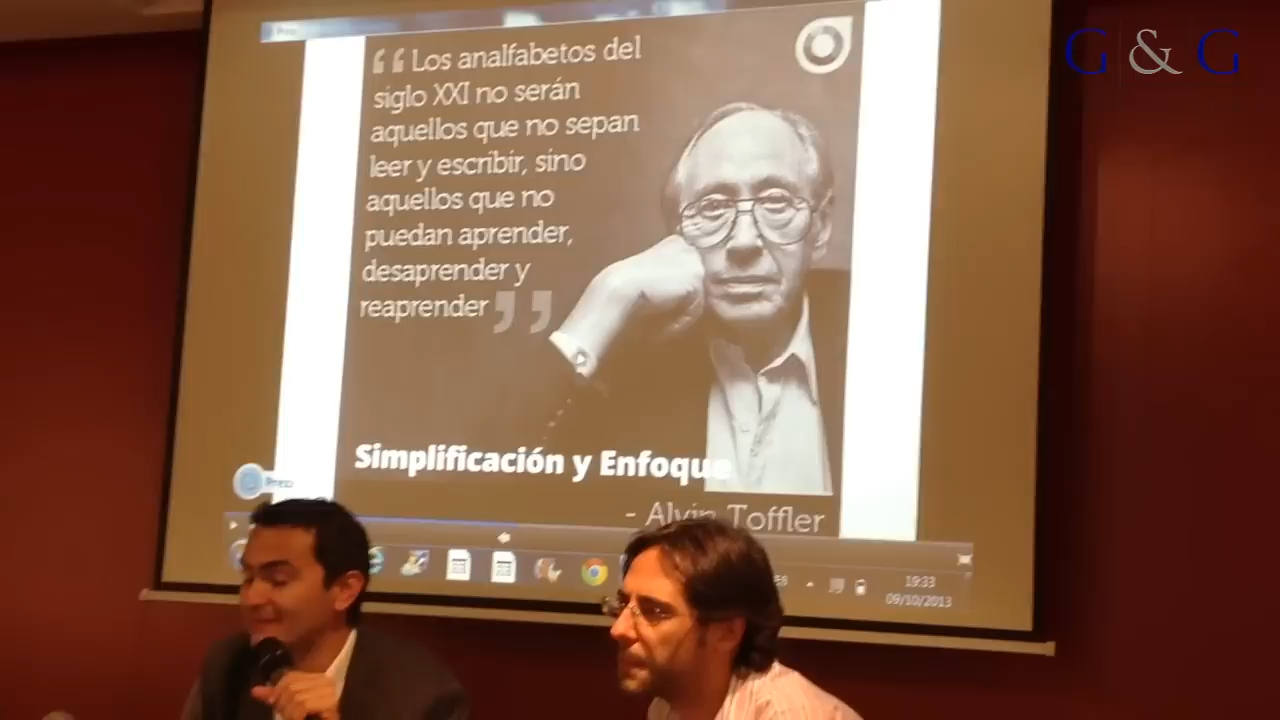 G & G
“ Los analfabetos del
siglo XXI no serán
aquellos que no sepan
leer y escribir, sino
aquellos que no
puedan aprender,
desaprender y
reaprender ”
Simplificación y Enfoque
- Alvin Toffler
Prezi
19:33
09/10/2013